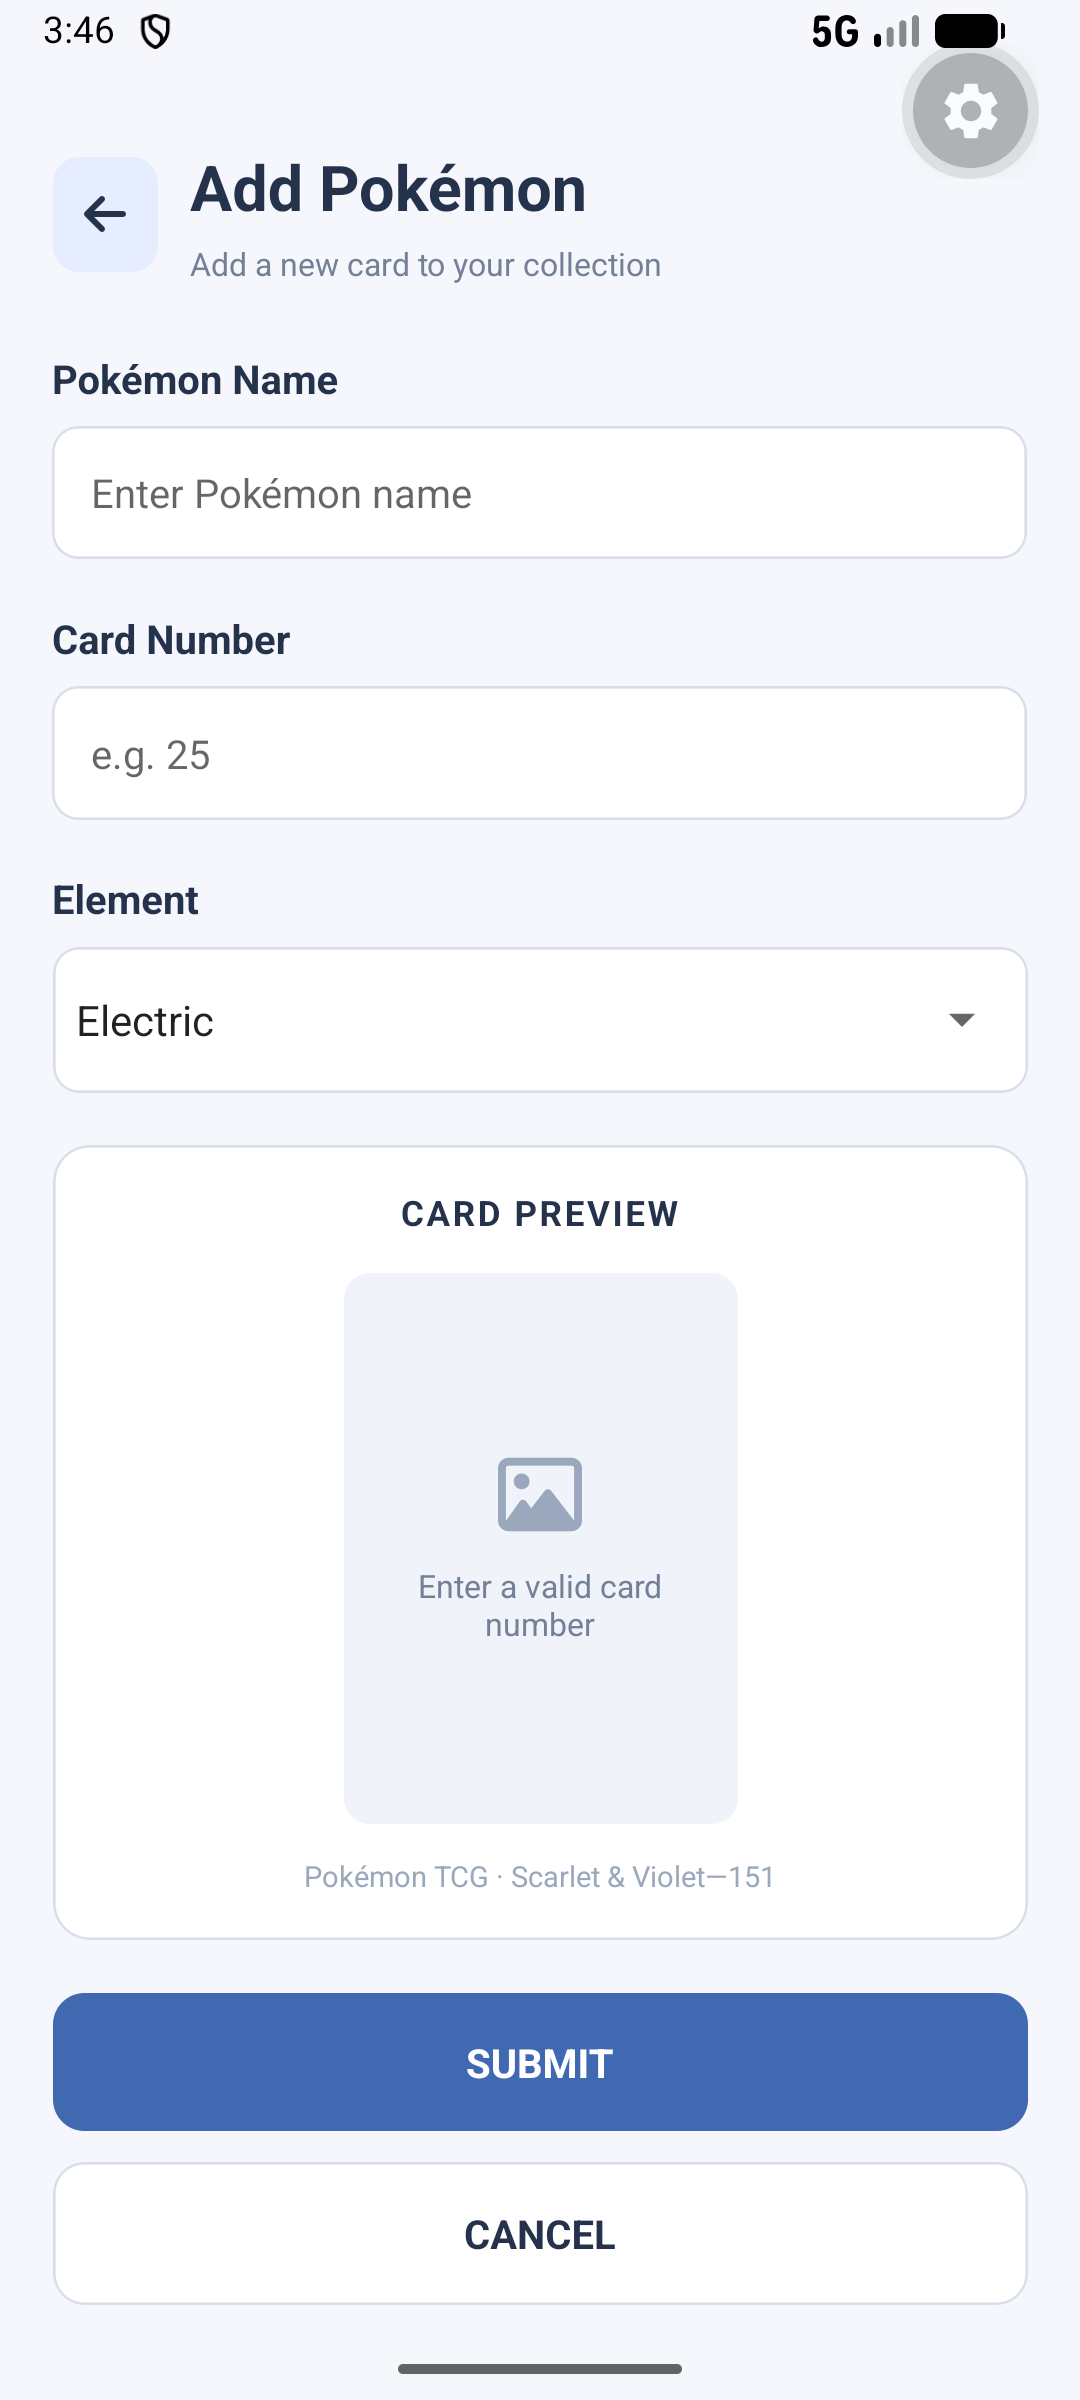 3:46
5G
Add Pokémon
Add a new card to your collection
Pokémon Name
Enter Pokémon name
Card Number
e.g. 25
Element
Electric
CARD PREVIEW
Enter a valid card
number
Pokémon TCG · Scarlet & Violet—151
SUBMIT
CANCEL